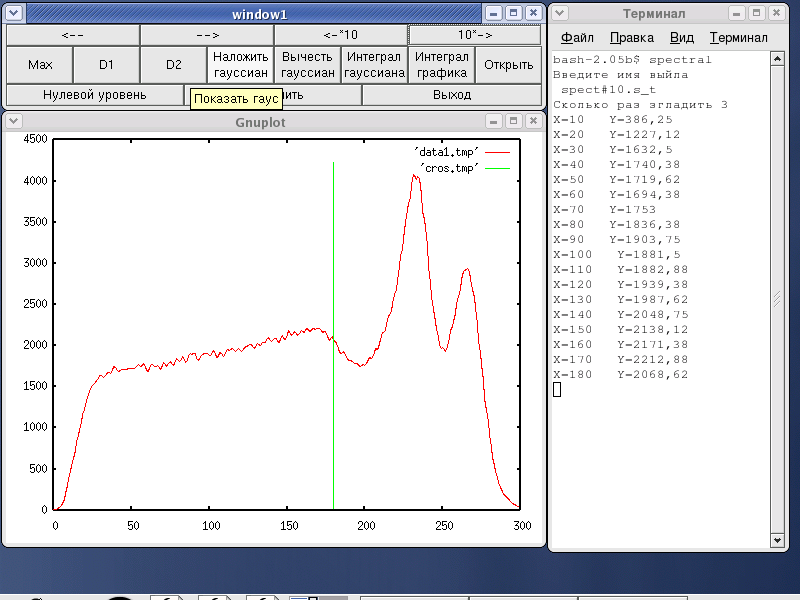 window1
<-- --> <-*10 10*->
Max D1 D2 Наложить гауссиан Вычесть гауссиан Интеграл гауссиана Интеграл графика Открыть
Нулевой уровень Выход
Показать гаус
Gnuplot
'data1.tmp'
'cros.tmp'
4500
4000
3500
3000
2500
2000
1500
1000
500
0
0 50 100 150 200 250 300
Терминал
Файл Правка Вид Терминал
bash-2.05b$ spectral
Введите имя выйла
spect#10.s_t
Сколько раз згладить 3
X=10 Y=386,25
X=20 Y=1227,12
X=30 Y=1632,5
X=40 Y=1740,38
X=50 Y=1719,62
X=60 Y=1694,38
X=70 Y=1753
X=80 Y=1836,38
X=90 Y=1903,75
X=100 Y=1881,5
X=110 Y=1882,88
X=120 Y=1939,38
X=130 Y=1987,62
X=140 Y=2048,75
X=150 Y=2138,12
X=160 Y=2171,38
X=170 Y=2212,88
X=180 Y=2068,62